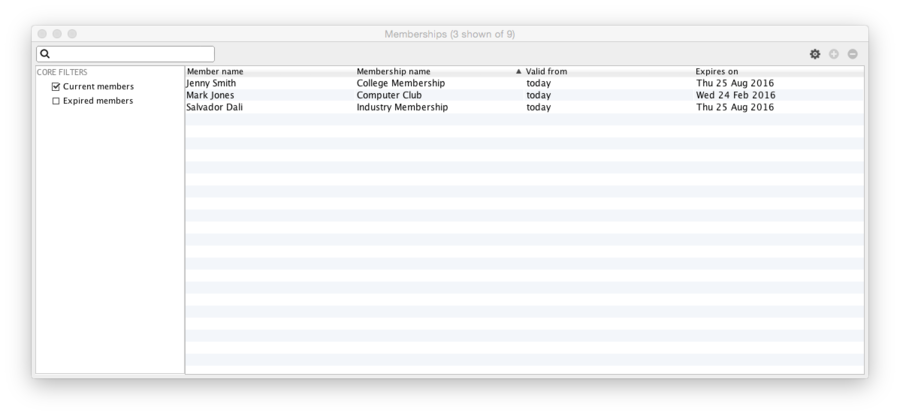 Memberships (3 shown of 9)
CORE FILTERS
Current members
Expired members
Member name Membership name Valid from Expires on
Jenny Smith College Membership today Thu 25 Aug 2016
Mark Jones Computer Club today Wed 24 Feb 2016
Salvador Dali Industry Membership today Thu 25 Aug 2016